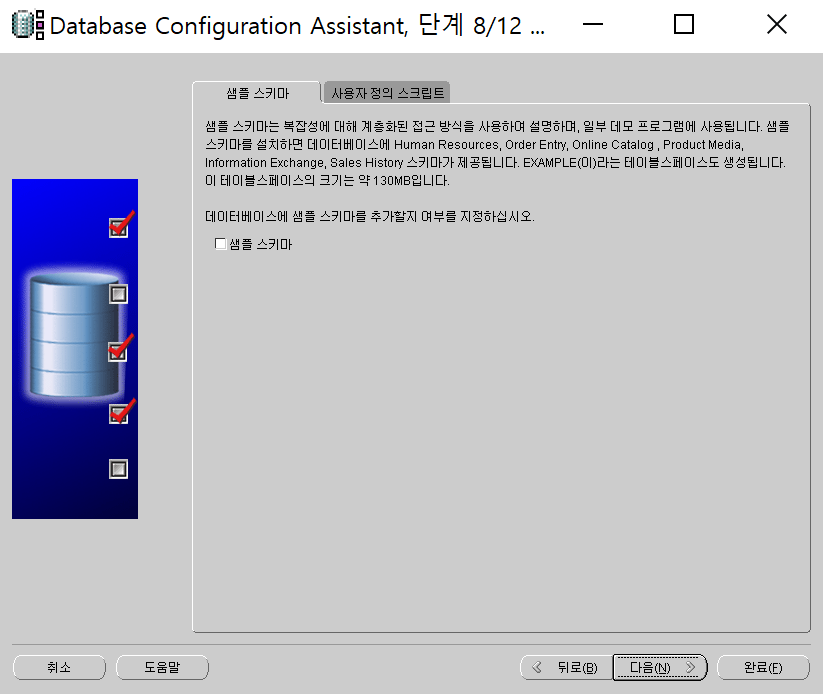 Database Configuration Assistant, 단계 8/12 ...
샘플 스키마
사용자 정의 스크립트
샘플 스키마는 복잡성에 대해 계층화된 접근 방식을 사용하여 설명하며, 일부 데모 프로그램에 사용됩니다. 샘플
스키마를 설치하면 데이터베이스에 Human Resources, Order Entry, Online Catalog , Product Media,
Information Exchange, Sales History 스키마가 제공됩니다. EXAMPLE(이)라는 테이블스페이스도 생성됩니다.
이 테이블스페이스의 크기는 약 130MB입니다.
데이터베이스에 샘플 스키마를 추가할지 여부를 지정하십시오.
샘플 스키마
취소
도움말
뒤로(B)
다음(N)
완료(F)